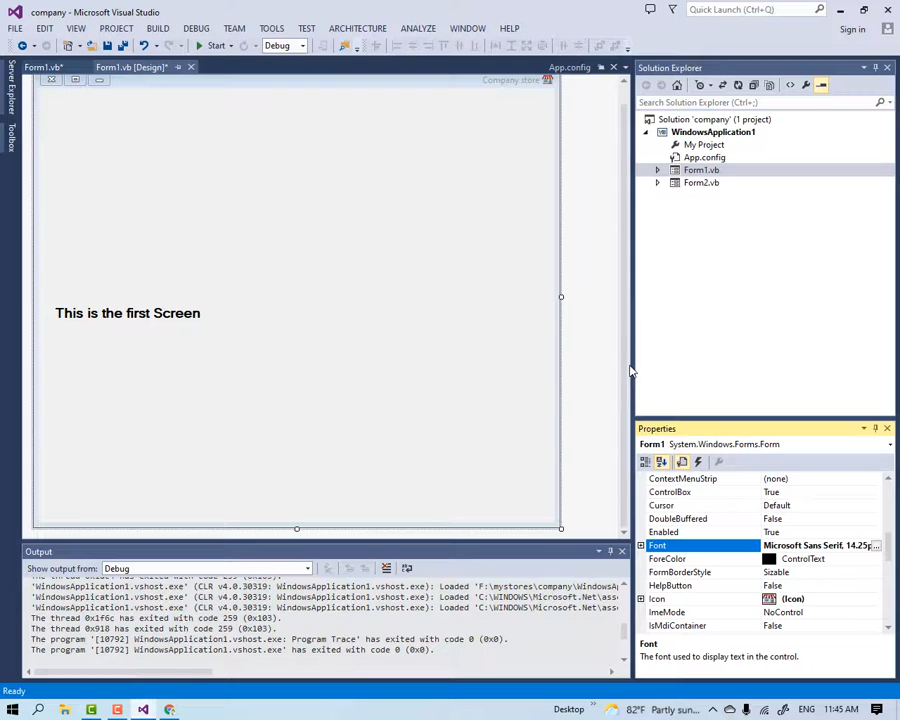 company - Microsoft Visual Studio
Quick Launch (Ctrl+Q)
FILE EDIT VIEW PROJECT BUILD DEBUG TEAM TOOLS TEST ARCHITECTURE ANALYZE WINDOW HELP
Sign in
Start Debug
Form1.vb* Form1.vb [Design]* App.config
Server Explorer
Toolbox
Company store
This is the first Screen
Solution Explorer
Search Solution Explorer (Ctrl+;)
Solution 'company' (1 project)
WindowsApplication1
My Project
App.config
Form1.vb
Form2.vb
Properties
Form1 System.Windows.Forms.Form
ContextMenuStrip (none)
ControlBox True
Cursor Default
DoubleBuffered False
Enabled True
Font Microsoft Sans Serif, 14.25p ...
ForeColor ControlText
FormBorderStyle Sizable
HelpButton False
Icon (Icon)
ImeMode NoControl
IsMdiContainer False
Font
The font used to display text in the control.
Output
Show output from: Debug
'WindowsApplication1.vshost.exe' (CLR v4.0.30319: WindowsApplication1.vshost.exe): Loaded 'F:\mystores\company\WindowsAp
'WindowsApplication1.vshost.exe' (CLR v4.0.30319: WindowsApplication1.vshost.exe): Loaded 'C:\WINDOWS\Microsoft.Net\asse
'WindowsApplication1.vshost.exe' (CLR v4.0.30319: WindowsApplication1.vshost.exe): Loaded 'C:\WINDOWS\Microsoft.Net\asse
The thread 0x1f6c has exited with code 259 (0x103).
The thread 0x918 has exited with code 259 (0x103).
The program '[10792] WindowsApplication1.vshost.exe: Program Trace' has exited with code 0 (0x0).
The program '[10792] WindowsApplication1.vshost.exe' has exited with code 0 (0x0).
Ready
Desktop 82°F Partly sun... 11:45 AM